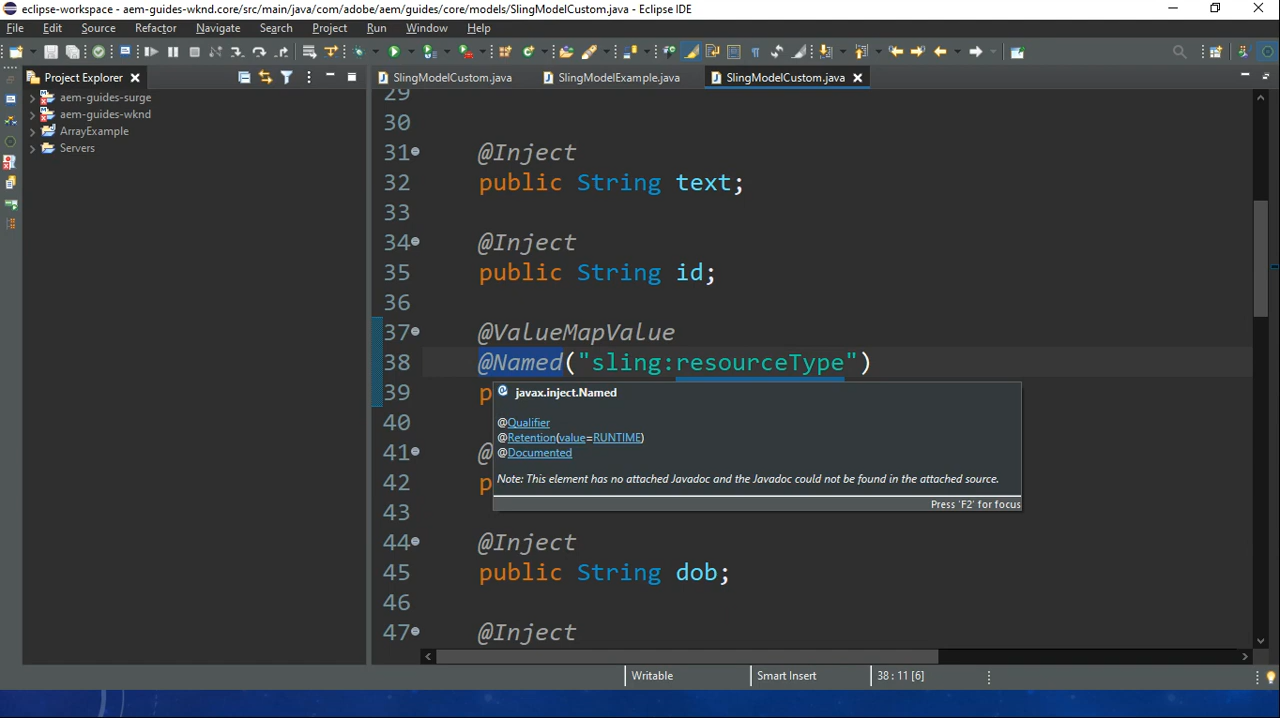 eclipse-workspace - aem-guides-wknd.core/src/main/java/com/adobe/aem/guides/core/models/SlingModelCustom.java - Eclipse IDE
File Edit Source Refactor Navigate Search Project Run Window Help
Project Explorer
SlingModelCustom.java
SlingModelExample.java
SlingModelCustom.java
aem-guides-surge
aem-guides-wknd
ArrayExample
Servers
29
30
31 @Inject
32 public String text;
33
34 @Inject
35 public String id;
36
37 @ValueMapValue
38 @Named("sling:resourceType")
39 p
javax.inject.Named
@Qualifier
@Retention(value=RUNTIME)
@Documented
Note: This element has no attached Javadoc and the Javadoc could not be found in the attached source.
Press 'F2' for focus
40
41 @
42 p
43
44 @Inject
45 public String dob;
46
47 @Inject
Writable
Smart Insert
38 : 11 [6]